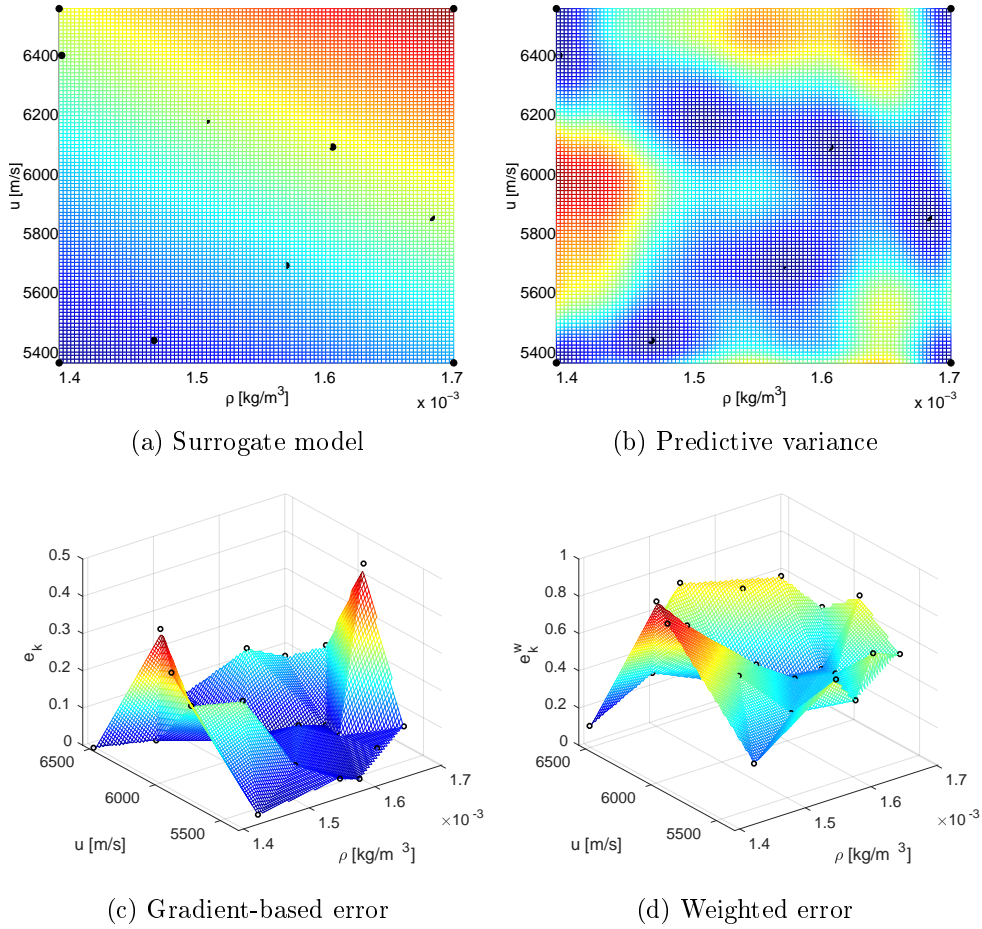 6400
6200
6000
5800
5600
5400
u [m/s]
1.4 1.5 1.6 1.7
ρ [kg/m³]
x 10⁻³
(a) Surrogate model
6400
6200
6000
5800
5600
5400
u [m/s]
1.4 1.5 1.6 1.7
ρ [kg/m³]
x 10⁻³
(b) Predictive variance
0.5
0.4
0.3
0.2
0.1
0
eₖ
6500
6000
5500
u [m/s]
1.4 1.5 1.6 1.7
×10⁻³
ρ [kg/m ³]
(c) Gradient-based error
1
0.8
0.6
0.4
0.2
0
eₖʷ
6500
6000
5500
u [m/s]
1.4 1.5 1.6 1.7
×10⁻³
ρ [kg/m ³]
(d) Weighted error